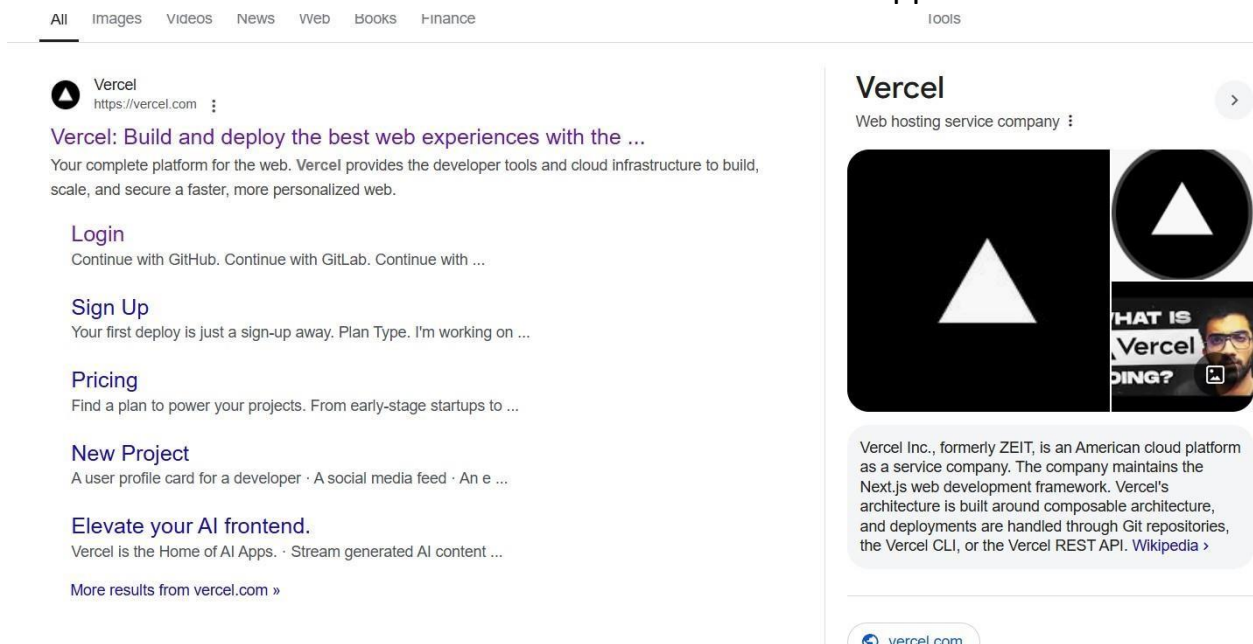 All Images Videos News Web Books Finance Tools
Vercel
https://vercel.com
Vercel: Build and deploy the best web experiences with the ...
Your complete platform for the web. Vercel provides the developer tools and cloud infrastructure to build,
scale, and secure a faster, more personalized web.
Login
Continue with GitHub. Continue with GitLab. Continue with ...
Sign Up
Your first deploy is just a sign-up away. Plan Type. I'm working on ...
Pricing
Find a plan to power your projects. From early-stage startups to ...
New Project
A user profile card for a developer · A social media feed · An e ...
Elevate your AI frontend.
Vercel is the Home of AI Apps. · Stream generated AI content ...
More results from vercel.com »
Vercel
Web hosting service company
HAT IS
Vercel
DING?
Vercel Inc., formerly ZEIT, is an American cloud platform
as a service company. The company maintains the
Next.js web development framework. Vercel's
architecture is built around composable architecture,
and deployments are handled through Git repositories,
the Vercel CLI, or the Vercel REST API. Wikipedia ›
vercel.com